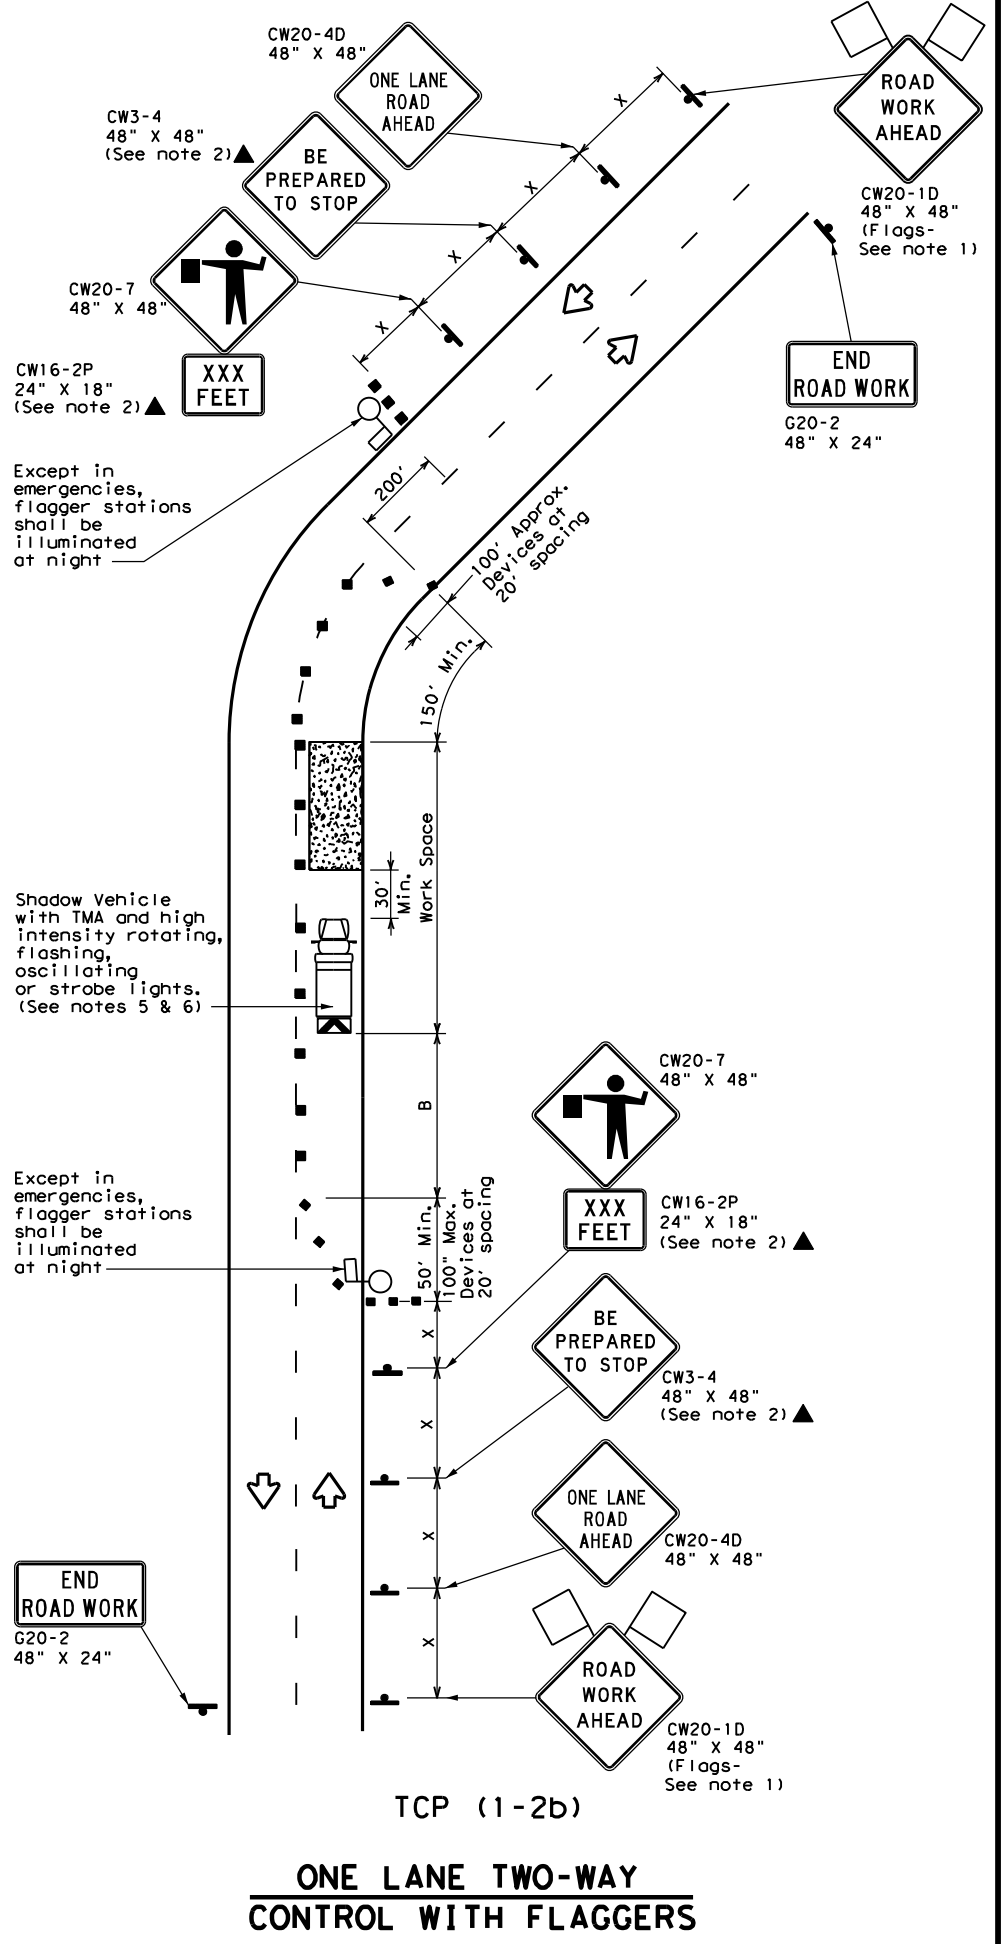 CW20-4D
48" X 48"
ONE LANE
ROAD
AHEAD
ROAD
WORK
AHEAD
CW20-1D
48" X 48"
(Flags-
See note 1)
CW3-4
48" X 48"
(See note 2)▲
BE
PREPARED
TO STOP
X
X
X
X
CW20-7
48" X 48"
CW16-2P
24" X 18"
(See note 2)▲
XXX
FEET
END
ROAD WORK
G20-2
48" X 24"
Except in
emergencies,
flagger stations
shall be
illuminated
at night
200'
100' Approx.
Devices at
20' spacing
150' Min.
Work Space
30'
Min.
Shadow Vehicle
with TMA and high
intensity rotating,
flashing,
oscillating
or strobe lights.
(See notes 5 & 6)
B
CW20-7
48" X 48"
XXX
FEET
CW16-2P
24" X 18"
(See note 2)▲
Except in
emergencies,
flagger stations
shall be
illuminated
at night
50' Min.
100" Max.
Devices at
20' spacing
X
BE
PREPARED
TO STOP
CW3-4
48" X 48"
(See note 2)▲
X
ONE LANE
ROAD
AHEAD
CW20-4D
48" X 48"
X
END
ROAD WORK
G20-2
48" X 24"
X
ROAD
WORK
AHEAD
CW20-1D
48" X 48"
(Flags-
See note 1)
TCP (1-2b)
ONE LANE TWO-WAY
CONTROL WITH FLAGGERS